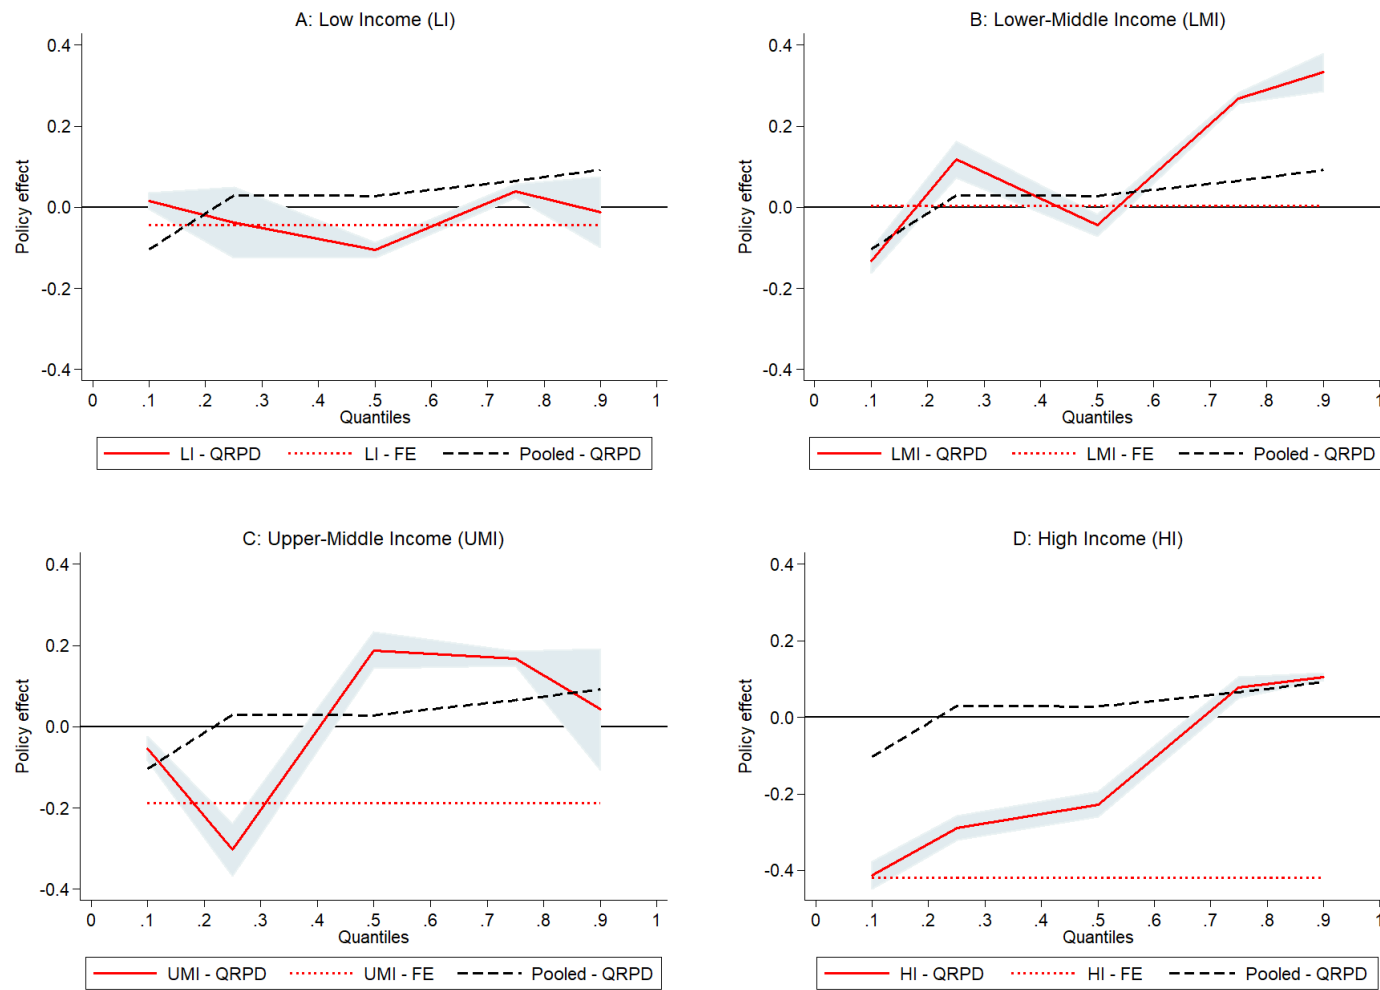 A: Low Income (LI)
0.4
0.2
0.0
-0.2
-0.4
Policy effect
0 .1 .2 .3 .4 .5 .6 .7 .8 .9 1
Quantiles
LI - QRPD LI - FE Pooled - QRPD
B: Lower-Middle Income (LMI)
0.4
0.2
0.0
-0.2
-0.4
Policy effect
0 .1 .2 .3 .4 .5 .6 .7 .8 .9 1
Quantiles
LMI - QRPD LMI - FE Pooled - QRPD
C: Upper-Middle Income (UMI)
0.4
0.2
0.0
-0.2
-0.4
Policy effect
0 .1 .2 .3 .4 .5 .6 .7 .8 .9 1
Quantiles
UMI - QRPD UMI - FE Pooled - QRPD
D: High Income (HI)
0.4
0.2
0.0
-0.2
-0.4
Policy effect
0 .1 .2 .3 .4 .5 .6 .7 .8 .9 1
Quantiles
HI - QRPD HI - FE Pooled - QRPD